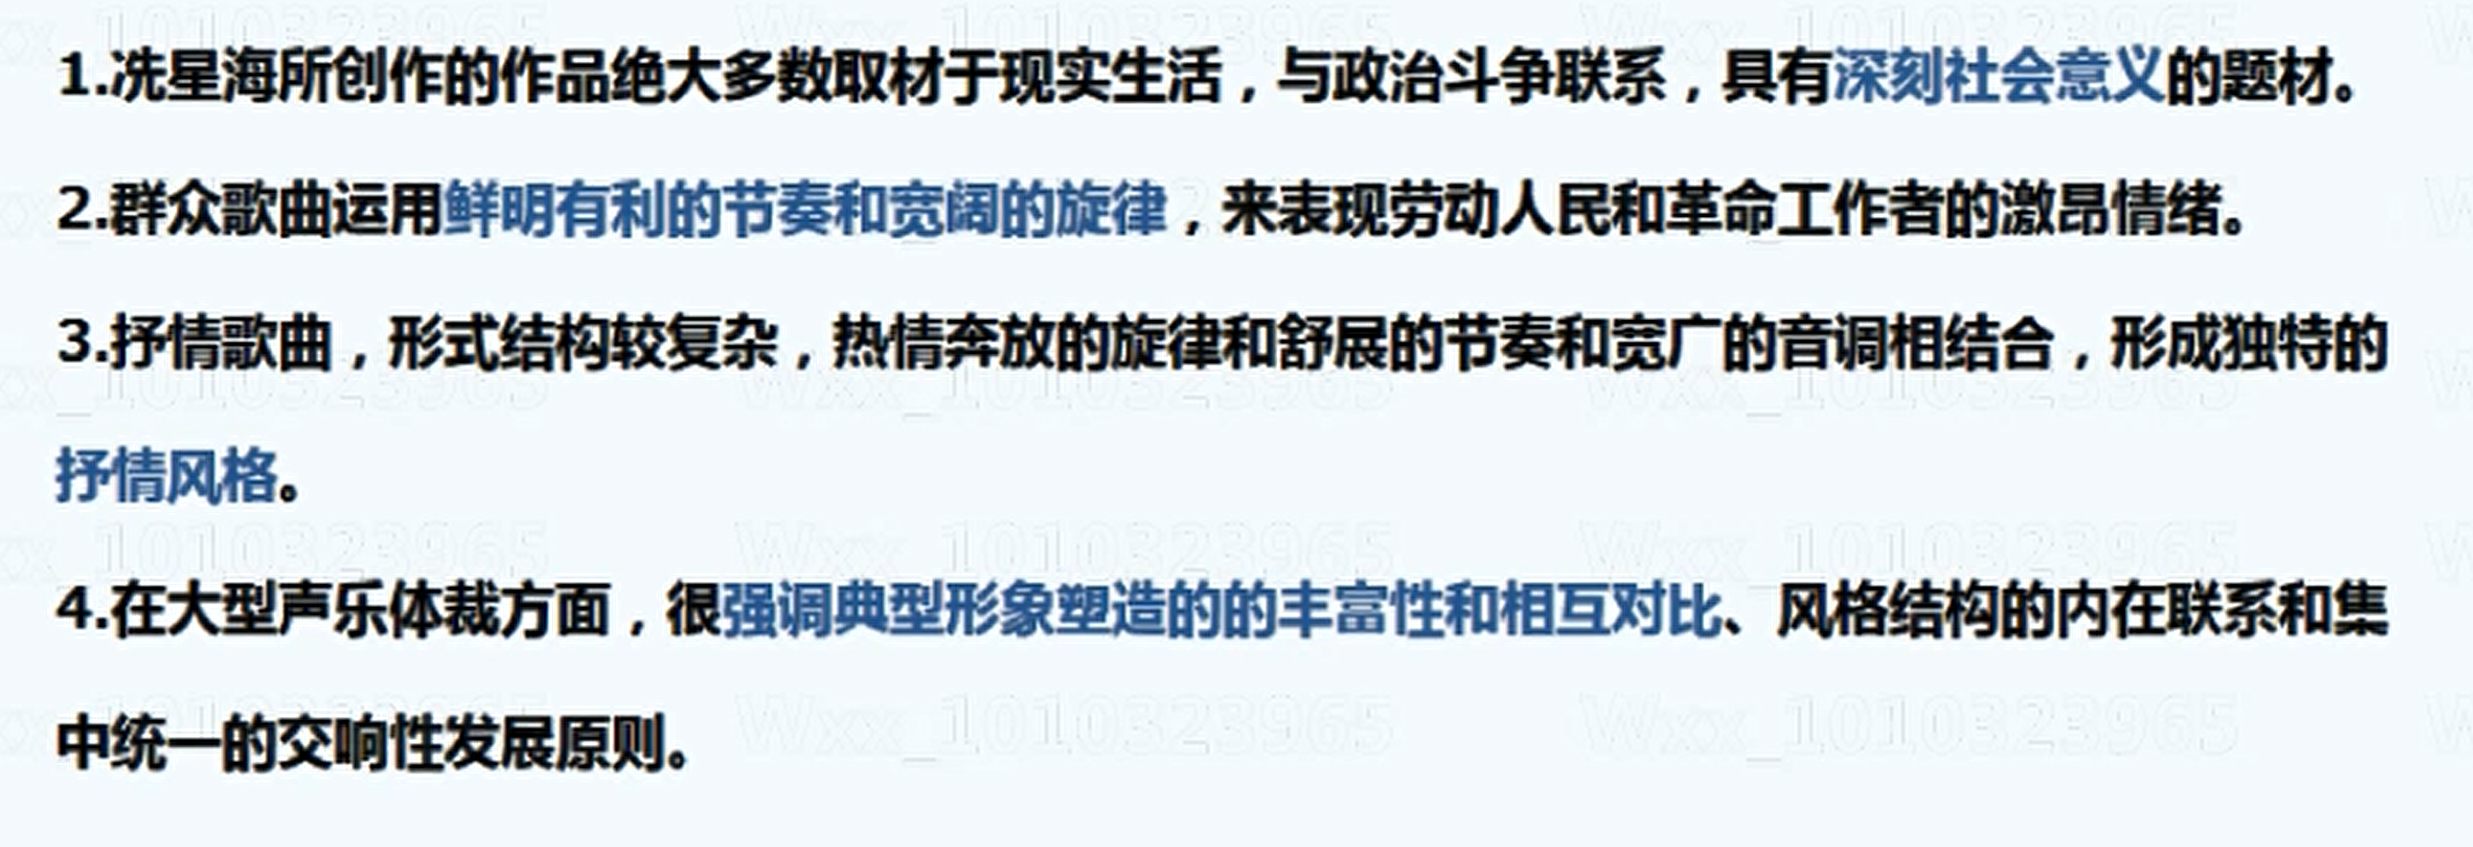 1.冼星海所创作的作品绝大多数取材于现实生活，与政治斗争联系，具有深刻社会意义的题材。
2.群众歌曲运用鲜明有利的节奏和宽阔的旋律，来表现劳动人民和革命工作者的激昂情绪。
3.抒情歌曲，形式结构较复杂，热情奔放的旋律和舒展的节奏和宽广的音调相结合，形成独特的
抒情风格。
4.在大型声乐体裁方面，很强调典型形象塑造的的丰富性和相互对比、风格结构的内在联系和集
中统一的交响性发展原则。
Wxx_1010323965